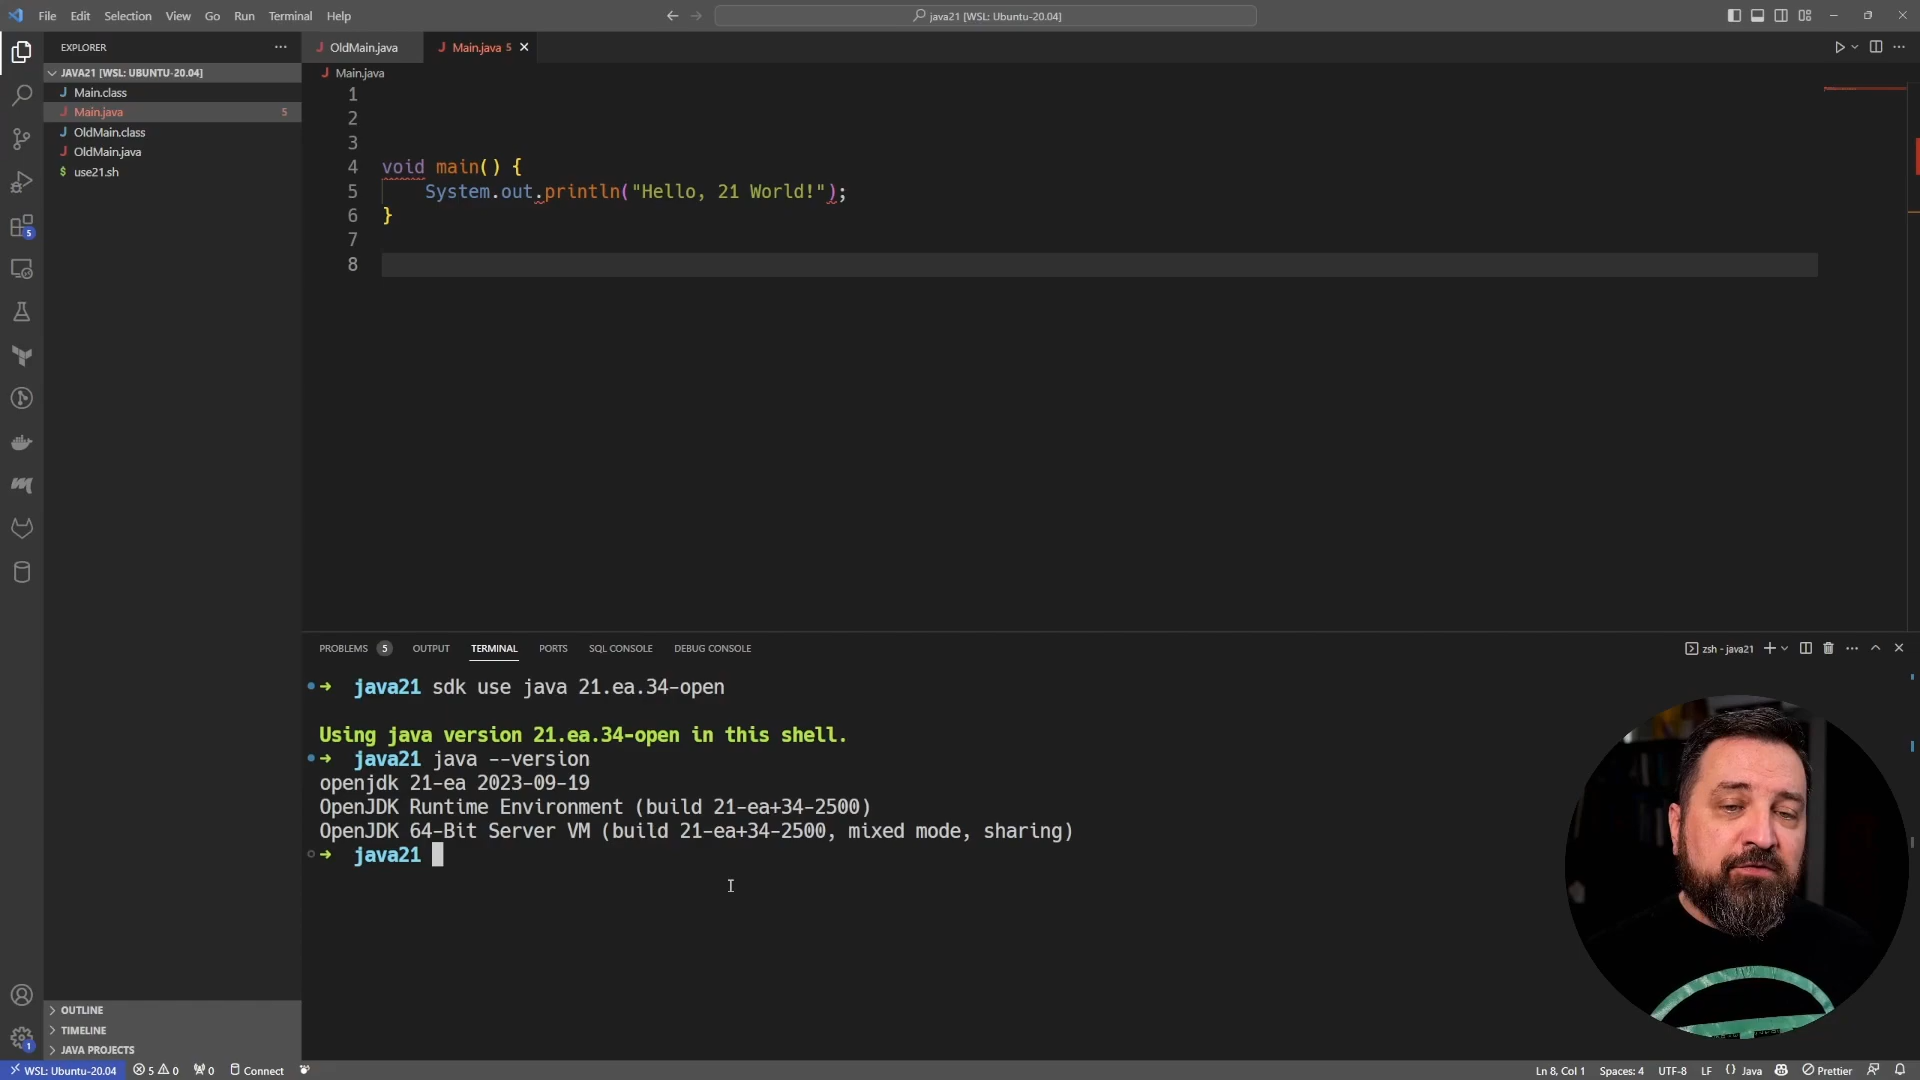 File Edit Selection View Go Run Terminal Help
java21 [WSL: Ubuntu-20.04]
EXPLORER
JAVA21 [WSL: UBUNTU-20.04]
Main.class
Main.java 5
OldMain.class
OldMain.java
use21.sh
OUTLINE
TIMELINE
JAVA PROJECTS
5
1
OldMain.java
Main.java 5
Main.java
1
2
3
4 void main() {
5 System.out.println("Hello, 21 World!");
6 }
7
8
PROBLEMS 5 OUTPUT TERMINAL PORTS SQL CONSOLE DEBUG CONSOLE
zsh - java21
java21 sdk use java 21.ea.34-open
Using java version 21.ea.34-open in this shell.
java21 java --version
openjdk 21-ea 2023-09-19
OpenJDK Runtime Environment (build 21-ea+34-2500)
OpenJDK 64-Bit Server VM (build 21-ea+34-2500, mixed mode, sharing)
java21
WSL: Ubuntu-20.04 5 0 0 Connect
Ln 8, Col 1 Spaces: 4 UTF-8 LF {} Java Prettier